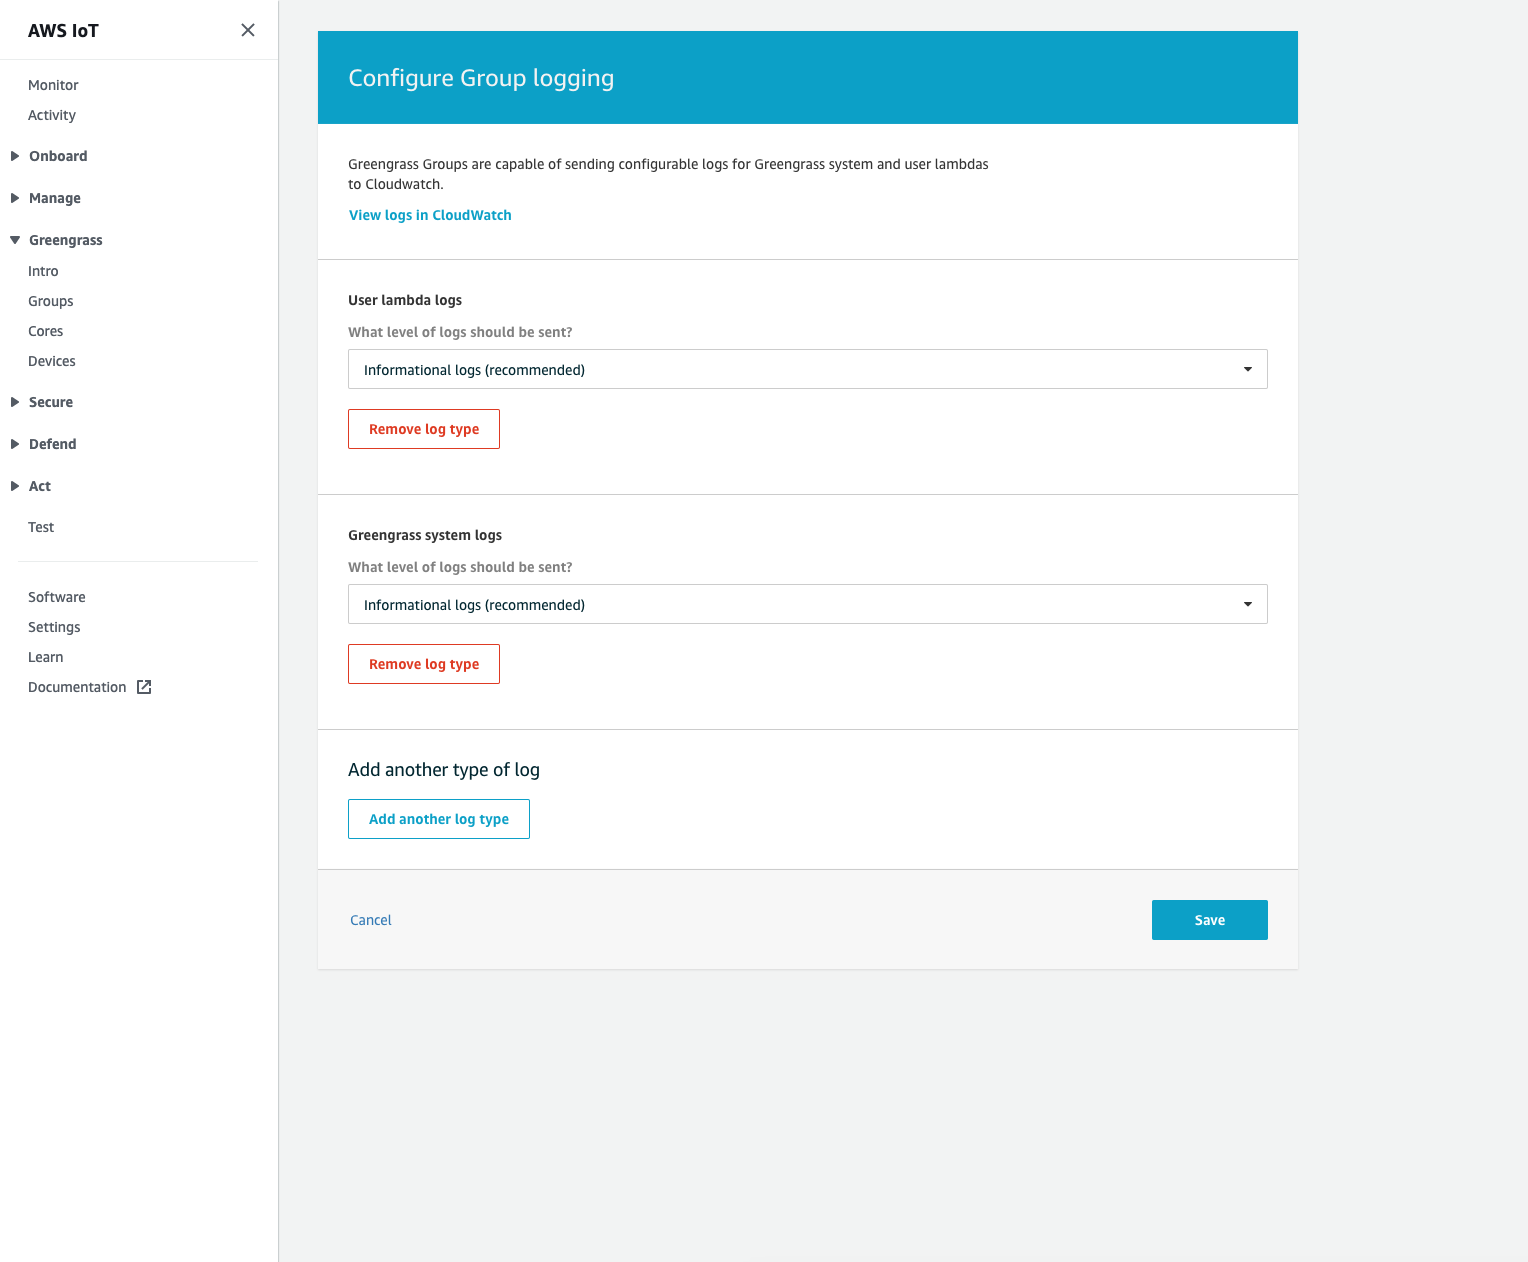 AWS IoT
Monitor
Activity
Onboard
Manage
Greengrass
Intro
Groups
Cores
Devices
Secure
Defend
Act
Test
Software
Settings
Learn
Documentation
Configure Group logging
Greengrass Groups are capable of sending configurable logs for Greengrass system and user lambdas
to Cloudwatch.
View logs in CloudWatch
User lambda logs
What level of logs should be sent?
Informational logs (recommended)
Remove log type
Greengrass system logs
What level of logs should be sent?
Informational logs (recommended)
Remove log type
Add another type of log
Add another log type
Cancel
Save